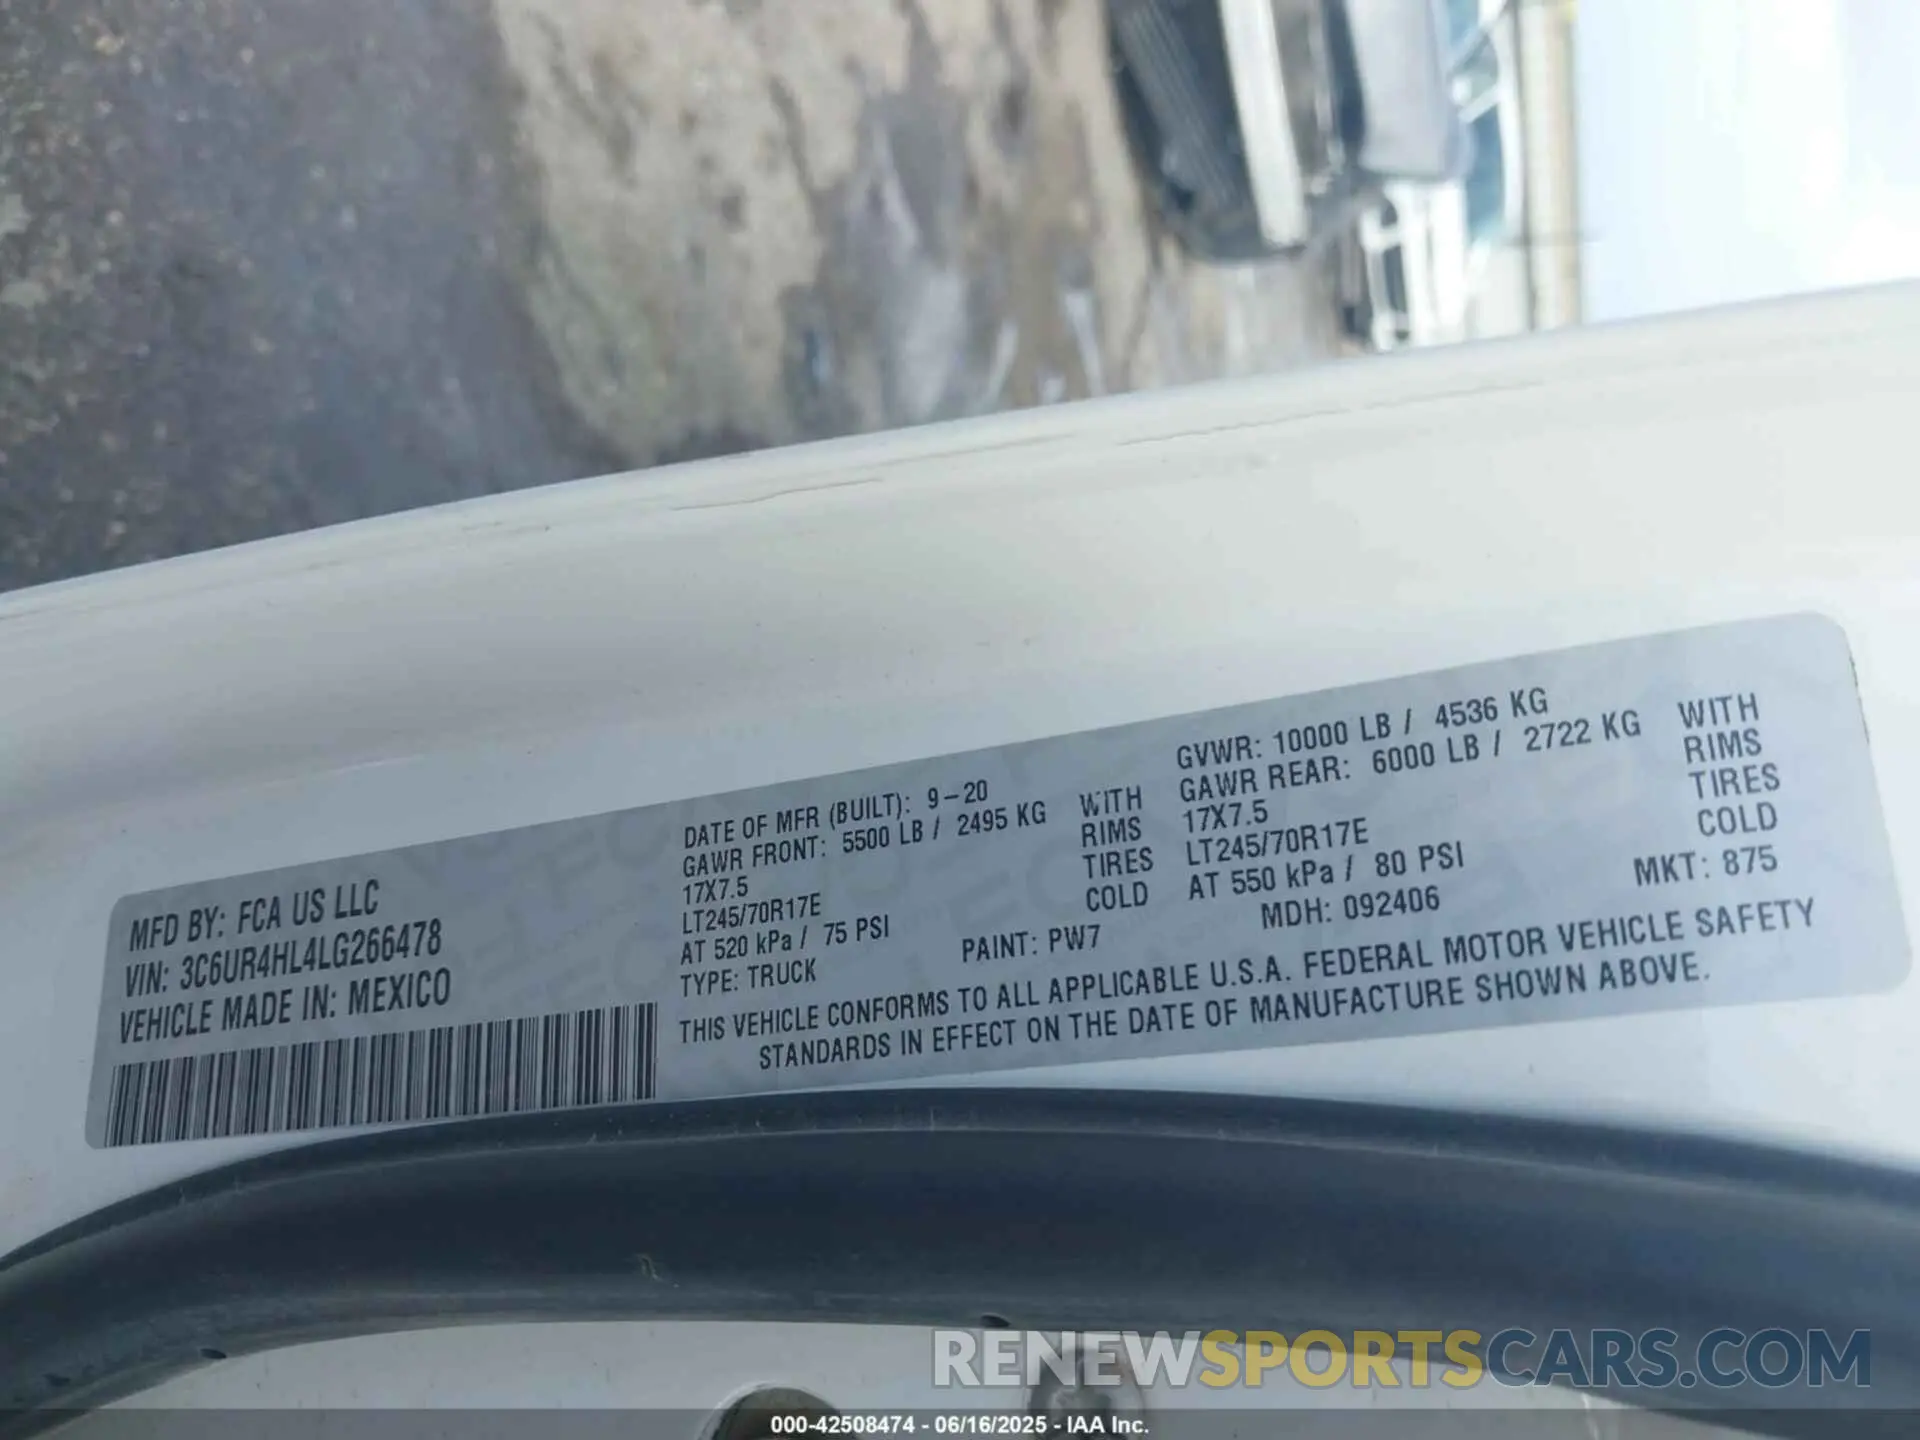 MFD BY: FCA US LLC
VIN: 3C6UR4HL4LG266478
VEHICLE MADE IN: MEXICO
DATE OF MFR (BUILT): 9-20
GVWR: 10000 LB / 4536 KG
GAWR FRONT: 5500 LB / 2495 KG WITH
GAWR REAR: 6000 LB / 2722 KG WITH
17X7.5 RIMS
17X7.5 RIMS
LT245/70R17E TIRES
LT245/70R17E TIRES
AT 520 kPa / 75 PSI COLD
AT 550 kPa / 80 PSI COLD
TYPE: TRUCK PAINT: PW7 MDH: 092406 MKT: 875
THIS VEHICLE CONFORMS TO ALL APPLICABLE U.S.A. FEDERAL MOTOR VEHICLE SAFETY
STANDARDS IN EFFECT ON THE DATE OF MANUFACTURE SHOWN ABOVE.
RENEWSPORTSCARS.COM
000-42508474 - 06/16/2025 - IAA Inc.